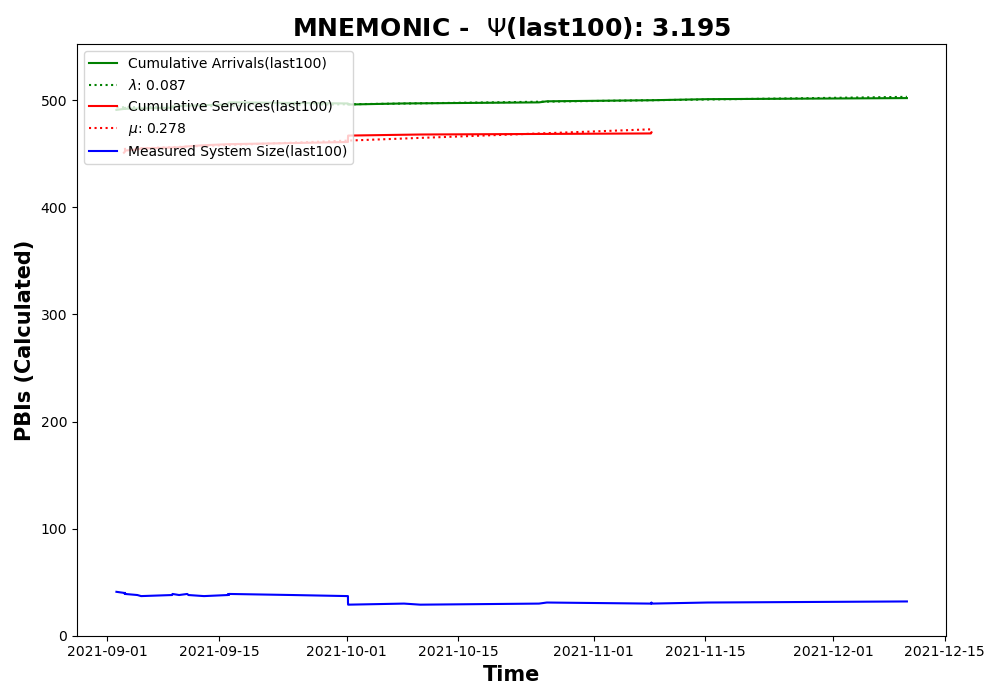 MNEMONIC -  Ψ(last100): 3.195
Cumulative Arrivals(last100)
λ: 0.087
Cumulative Services(last100)
μ: 0.278
Measured System Size(last100)
500
400
300
200
100
0
PBIs (Calculated)
2021-09-01 2021-09-15 2021-10-01 2021-10-15 2021-11-01 2021-11-15 2021-12-01 2021-12-15
Time